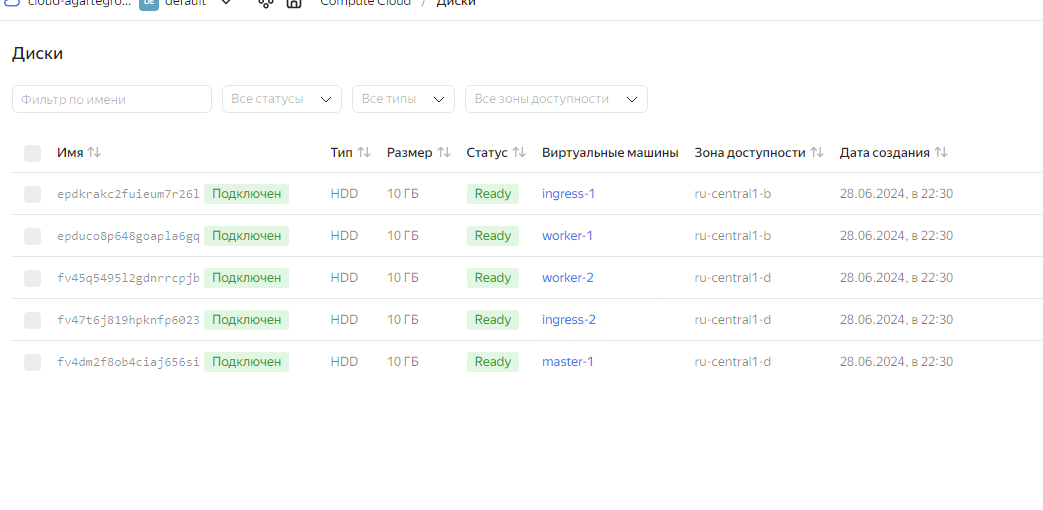 cloud-agartegro... DE default Compute Cloud / Диски
Диски
Фильтр по имени Все статусы Все типы Все зоны доступности
Имя Тип Размер Статус Виртуальные машины Зона доступности Дата создания
epdkrakc2fuieum7r26l Подключен HDD 10 ГБ Ready ingress-1 ru-central1-b 28.06.2024, в 22:30
epduco8p648goapla6gq Подключен HDD 10 ГБ Ready worker-1 ru-central1-b 28.06.2024, в 22:30
fv45q5495l2gdnrrcpjb Подключен HDD 10 ГБ Ready worker-2 ru-central1-d 28.06.2024, в 22:30
fv47t6j819hpknfp6023 Подключен HDD 10 ГБ Ready ingress-2 ru-central1-d 28.06.2024, в 22:30
fv4dm2f8ob4ciaj656si Подключен HDD 10 ГБ Ready master-1 ru-central1-d 28.06.2024, в 22:30